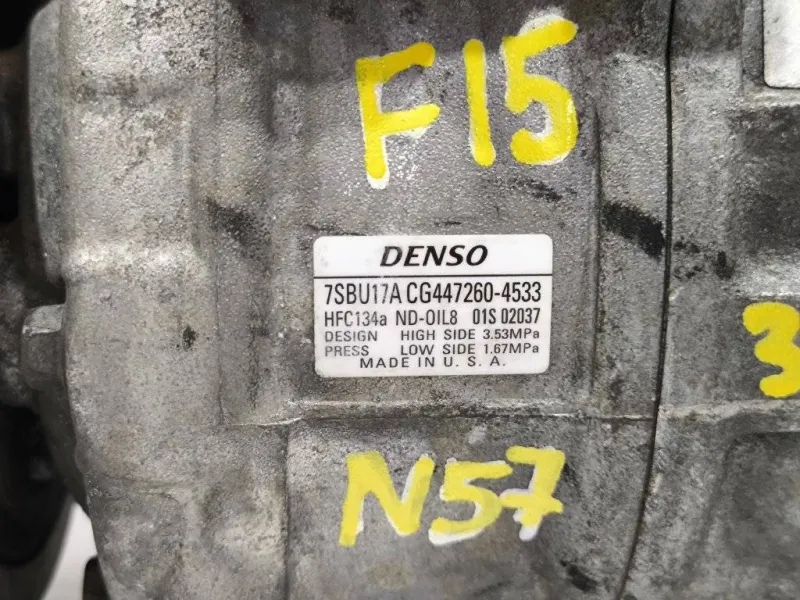 F15
DENSO
7SBU17A CG447260-4533
HFC134a ND-OIL8 01S 02037
DESIGN HIGH SIDE 3.53MPa
PRESS LOW SIDE 1.67MPa
MADE IN U. S. A.
3
N57